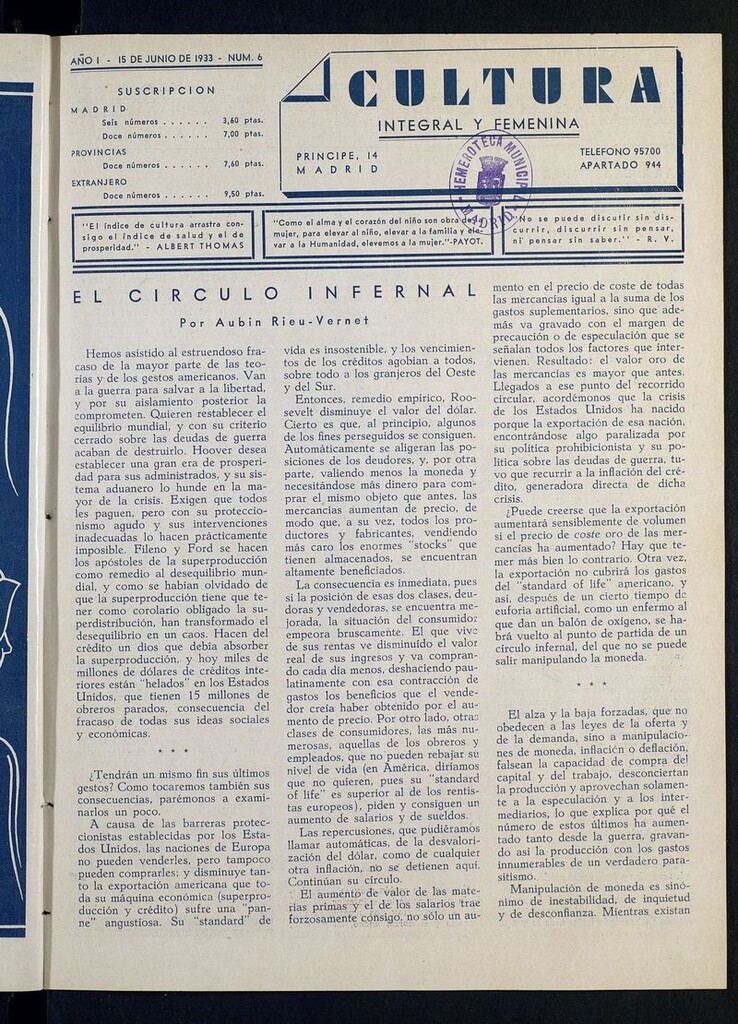 AÑO I - 15 DE JUNIO DE 1933 - NUM. 6
SUSCRIPCION
MADRID
Seis números . . . . . . 3,60 ptas.
Doce números . . . . . . 7,00 ptas.
PROVINCIAS
Doce números . . . . . . 7,60 ptas.
EXTRANJERO
Doce números . . . . . . 9,50 ptas.
CULTURA
INTEGRAL Y FEMENINA
PRINCIPE, 14
MADRID
TELEFONO 95700
APARTADO 944
HEMEROTECA MUNICIPAL
MADRID
"El índice de cultura arrastra con-
sigo el índice de salud y el de
prosperidad." - ALBERT THOMAS
"Como el alma y el corazón del niño son obra de la
mujer, para elevar al niño, elevar a la familia y ele-
var a la Humanidad, elevemos a la mujer."-PAYOT.
"No se puede discutir sin dis-
currir, discurrir sin pensar,
ni pensar sin saber." - R. V.
EL CIRCULO INFERNAL
Por Aubin Rieu-Vernet
Hemos asistido al estruendoso fra-
caso de la mayor parte de las teo-
rías y de los gestos americanos. Van
a la guerra para salvar a la libertad,
y por su aislamiento posterior la
comprometen. Quieren restablecer el
equilibrio mundial, y con su criterio
cerrado sobre las deudas de guerra
acaban de destruirlo. Hoover desea
establecer una gran era de prosperi-
dad para sus administrados, y su sis-
tema aduanero lo hunde en la ma-
yor de la crisis. Exigen que todos
les paguen, pero con su proteccio-
nismo agudo y sus intervenciones
inadecuadas lo hacen prácticamente
imposible. Fileno y Ford se hacen
los apóstoles de la superproducción
como remedio al desequilibrio mun-
dial, y como se habían olvidado de
que la superproducción tiene que te-
ner como corolario obligado la su-
perdistribución, han transformado el
desequilibrio en un caos. Hacen del
crédito un dios que debía absorber
la superproducción, y hoy miles de
millones de dólares de créditos inte-
riores están "helados" en los Estados
Unidos, que tienen 15 millones de
obreros parados, consecuencia del
fracaso de todas sus ideas sociales
y económicas.
* * *
¿Tendrán un mismo fin sus últimos
gestos? Como tocaremos también sus
consecuencias, parémonos a exami-
narlos un poco.
A causa de las barreras protec-
cionistas establecidas por los Esta-
dos Unidos, las naciones de Europa
no pueden venderles, pero tampoco
pueden comprarles; y disminuye tan-
to la exportación americana que to-
da su máquina económica (superpro-
ducción y crédito) sufre una "pan-
ne" angustiosa. Su "standard" de
vida es insostenible, y los vencimien-
tos de los créditos agobian a todos,
sobre todo a los granjeros del Oeste
y del Sur.
Entonces, remedio empírico, Roo-
sevelt disminuye el valor del dólar.
Cierto es que, al principio, algunos
de los fines perseguidos se consiguen.
Automáticamente se aligeran las po-
siciones de los deudores, y, por otra
parte, valiendo menos la moneda y
necesitándose más dinero para com-
prar el mismo objeto que antes, las
mercancías aumentan de precio, de
modo que, a su vez, todos los pro-
ductores y fabricantes, vendiendo
más caro los enormes "stocks" que
tienen almacenados, se encuentran
altamente beneficiados.
La consecuencia es inmediata, pues
si la posición de esas dos clases, deu-
doras y vendedoras, se encuentra me-
jorada, la situación del consumidor
empeora bruscamente. El que vive
de sus rentas ve disminuído el valor
real de sus ingresos y va compran-
do cada día menos, deshaciendo pau-
latinamente con esa contracción de
gastos los beneficios que el vende-
dor creía haber obtenido por el au-
mento de precio. Por otro lado, otras
clases de consumidores, las más nu-
merosas, aquellas de los obreros y
empleados, que no pueden rebajar su
nivel de vida (en América, diríamos
que no quieren, pues su "standard
of life" es superior al de los rentis-
tas europeos), piden y consiguen un
aumento de salarios y de sueldos.
Las repercusiones, que pudiéramos
llamar automáticas, de la desvalori-
zación del dólar, como de cualquier
otra inflación, no se detienen aquí.
Continúan su círculo.
El aumento de valor de las mate-
rias primas y el de los salarios trae
forzosamente consigo, no sólo un au-
mento en el precio de coste de todas
las mercancías igual a la suma de los
gastos suplementarios, sino que ade-
más va gravado con el margen de
precaución o de especulación que se
señalan todos los factores que inter-
vienen. Resultado: el valor oro de
las mercancías es mayor que antes.
Llegados a ese punto del recorrido
circular, acordémonos que la crisis
de los Estados Unidos ha nacido
porque la exportación de esa nación,
encontrándose algo paralizada por
su política prohibicionista y su po-
lítica sobre las deudas de guerra, tu-
vo que recurrir a la inflación del cré-
dito, generadora directa de dicha
crisis.
¿Puede creerse que la exportación
aumentará sensiblemente de volumen
si el precio de coste oro de las mer-
cancías ha aumentado? Hay que te-
mer más bien lo contrario. Otra vez,
la exportación no cubrirá los gastos
del "standard of life" americano, y
así, después de un cierto tiempo de
euforia artificial, como un enfermo al
que dan un balón de oxígeno, se ha-
brá vuelto al punto de partida de un
círculo infernal, del que no se puede
salir manipulando la moneda.
* * *
El alza y la baja forzadas, que no
obedecen a las leyes de la oferta y
de la demanda, sino a manipulacio-
nes de moneda, inflación o deflación,
falsean la capacidad de compra del
capital y del trabajo, desconciertan
la producción y aprovechan solamen-
te a la especulación y a los inter-
mediarios, lo que explica por qué el
número de estos últimos ha aumen-
tado tanto desde la guerra, gravan-
do así la producción con los gastos
innumerables de un verdadero para-
sitismo.
Manipulación de moneda es sinó-
nimo de inestabilidad, de inquietud
y de desconfianza. Mientras existan